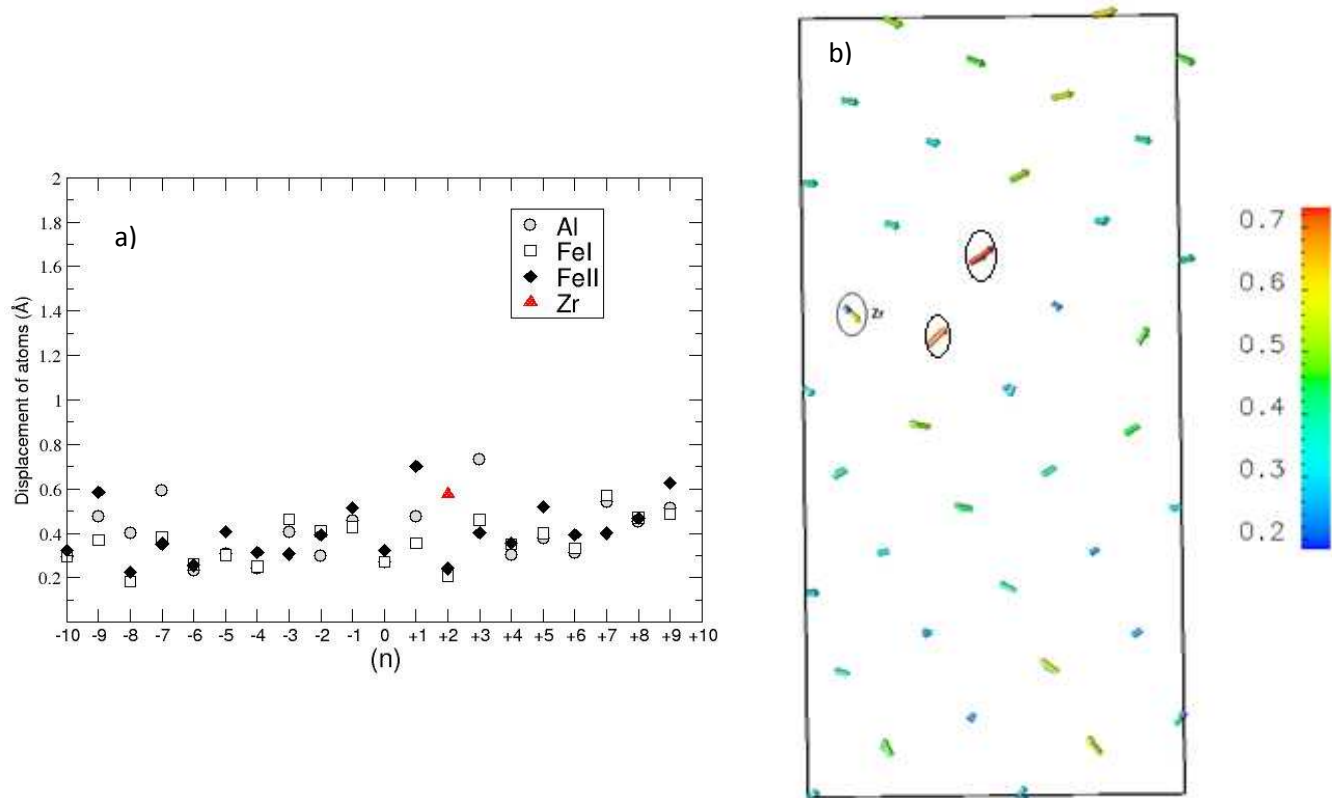 a)
Displacement of atoms (Å)
2
1.8
1.6
1.4
1.2
1
0.8
0.6
0.4
0.2
Al
FeI
FeII
Zr
-10 -9 -8 -7 -6 -5 -4 -3 -2 -1 0 +1 +2 +3 +4 +5 +6 +7 +8 +9 +10
(n)
b)
Zr
0.7
0.6
0.5
0.4
0.3
0.2